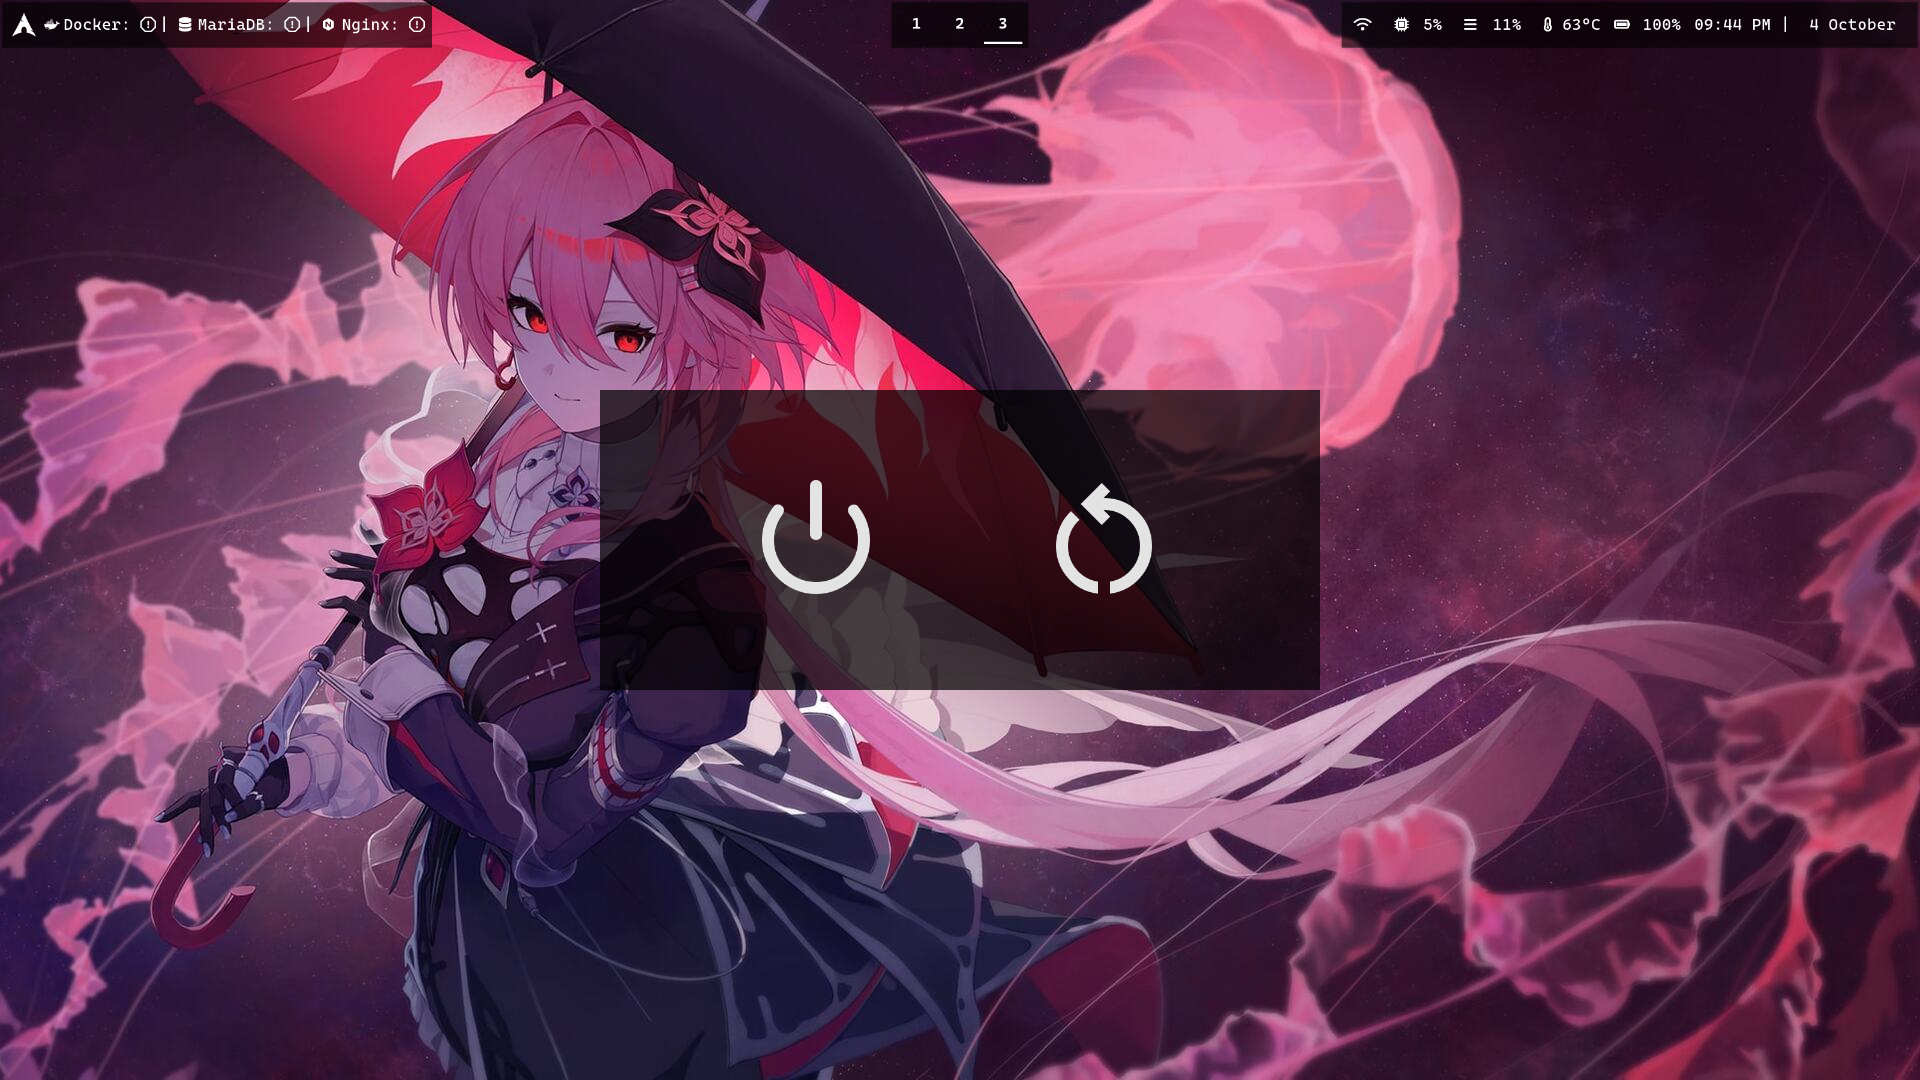 Docker: | MariaDB: | Nginx:
1 2 3
5% 11% 63°C 100% 09:44 PM | 4 October